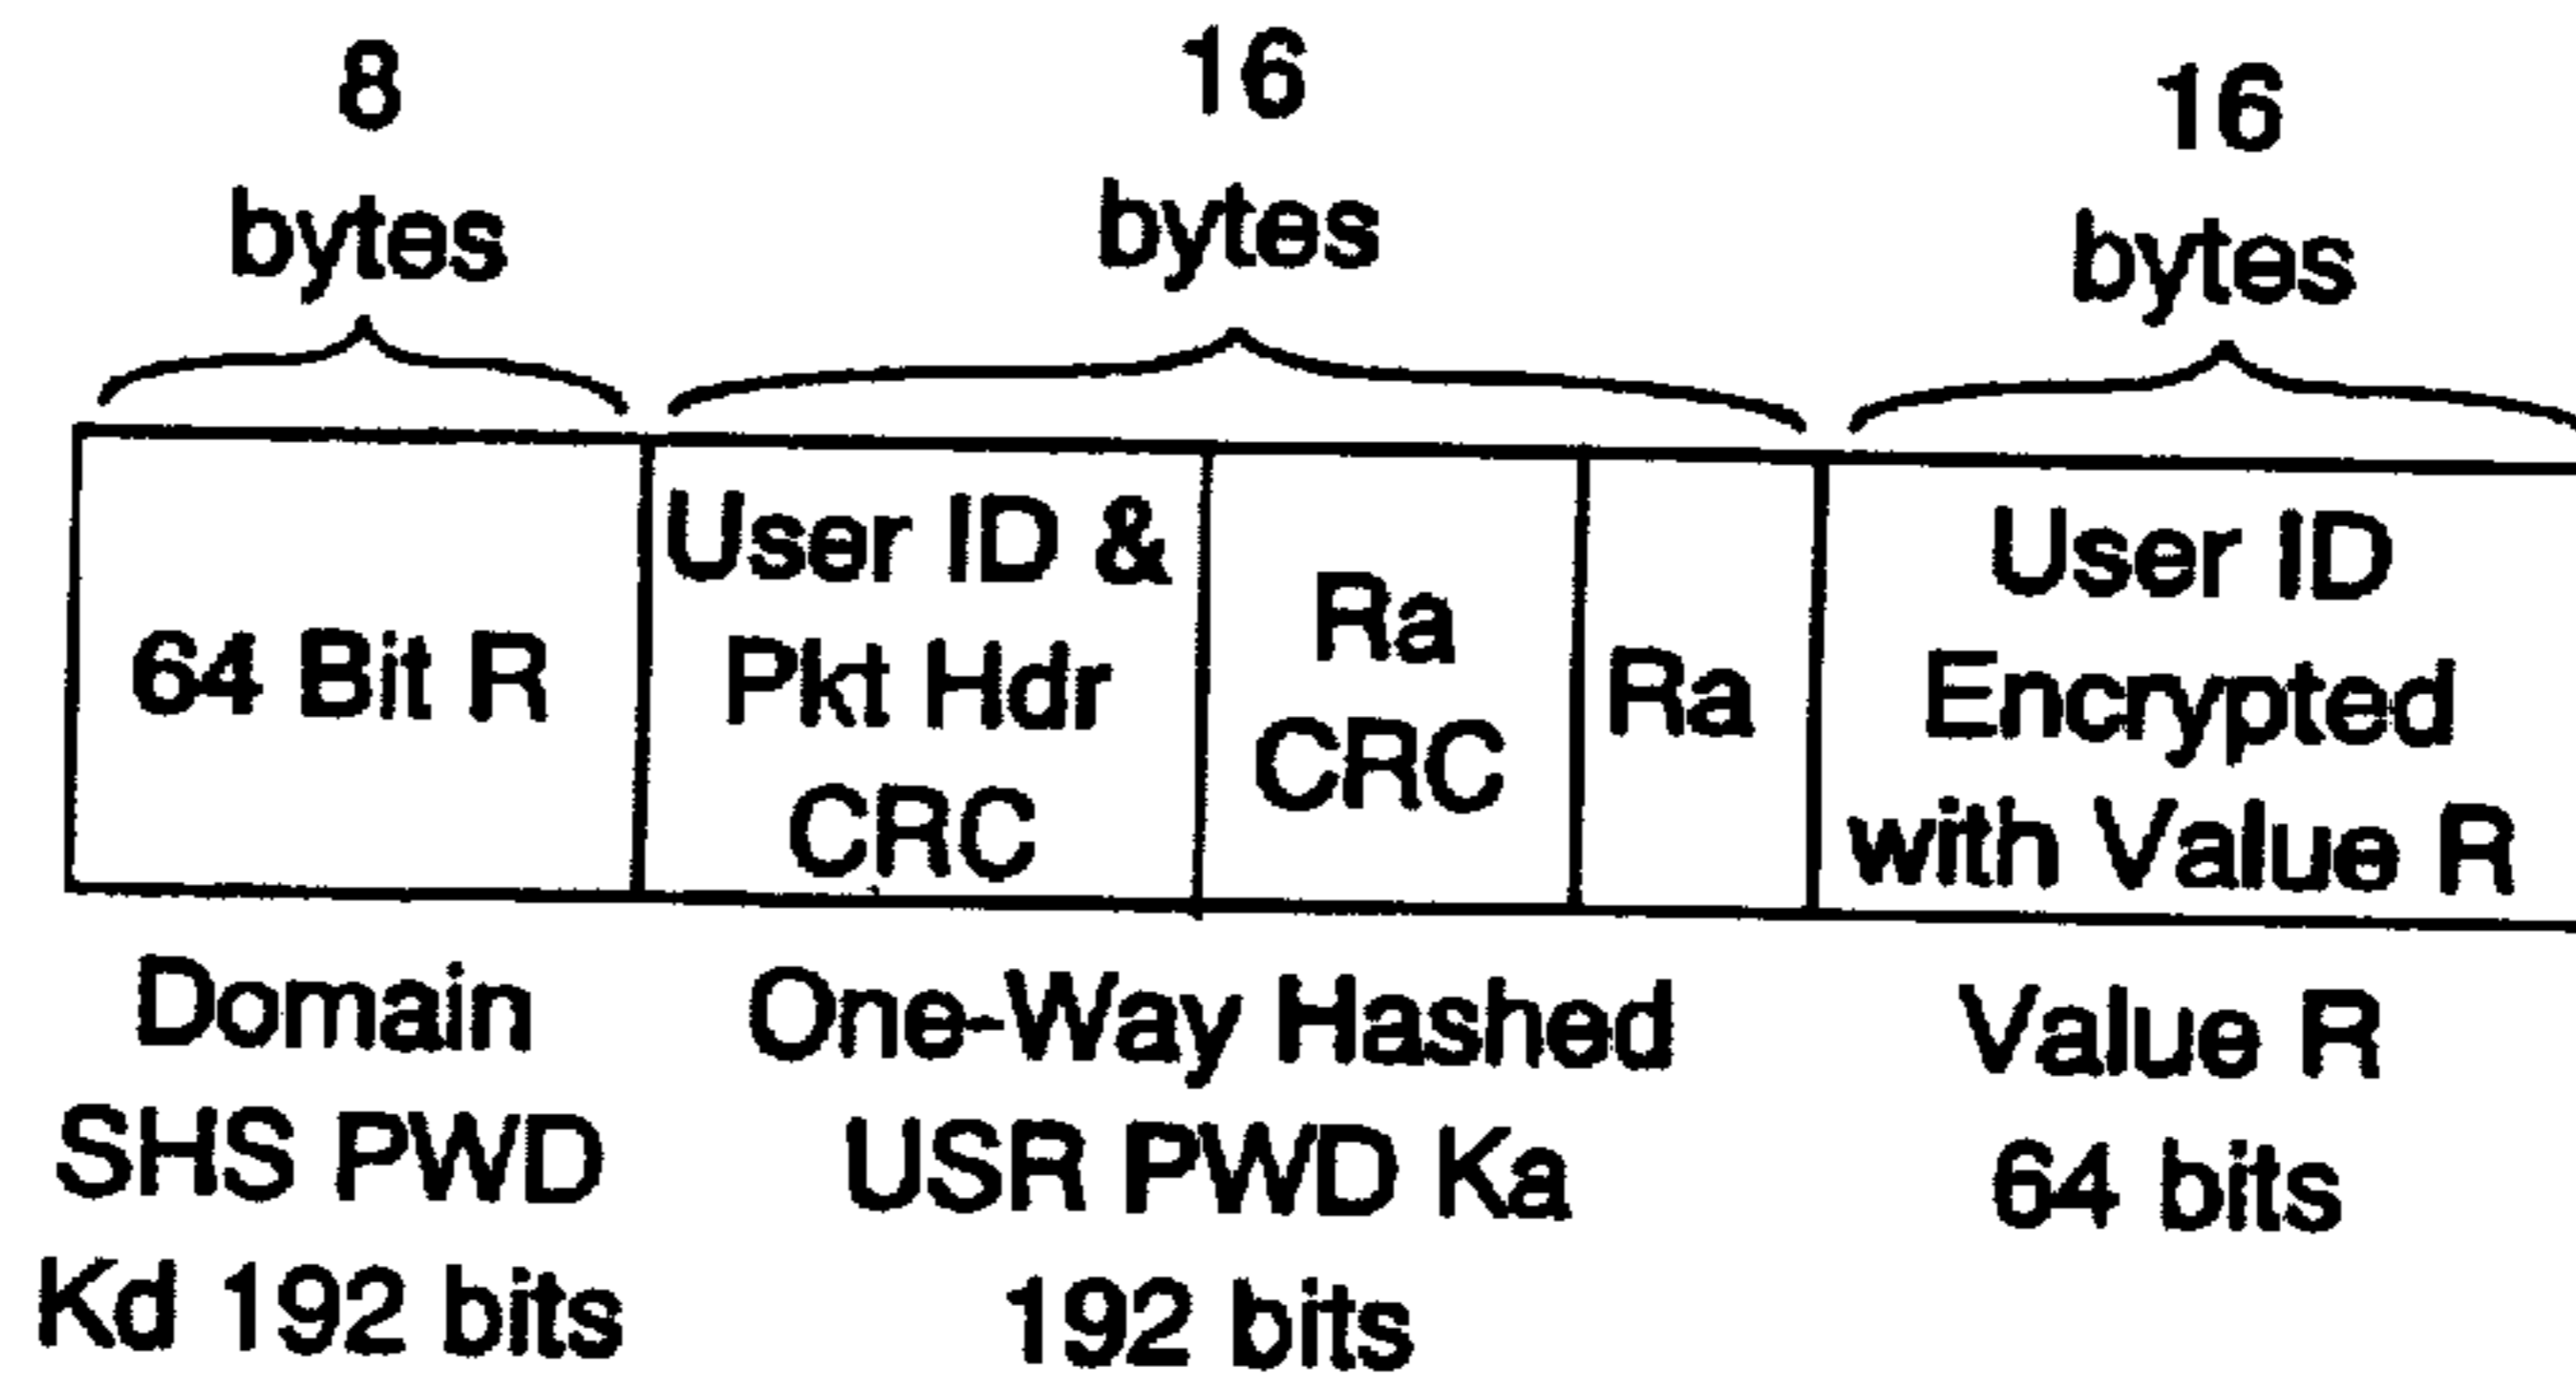 8
bytes
16
bytes
16
bytes
64 Bit R
User ID &
Pkt Hdr
CRC
Ra
CRC
Ra
User ID
Encrypted
with Value R
Domain
SHS PWD
Kd 192 bits
One-Way Hashed
USR PWD Ka
192 bits
Value R
64 bits